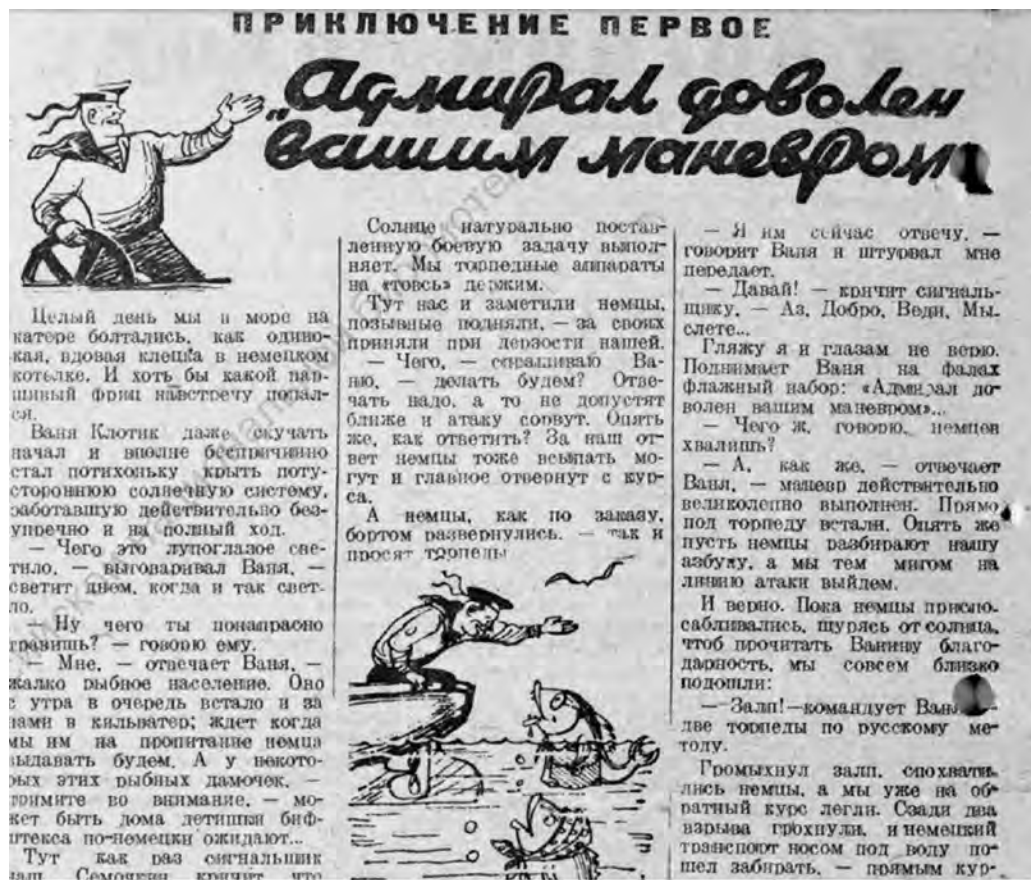 ПРИКЛЮЧЕНИЕ ПЕРВОЕ
„Адмирал доволен
вашим маневром“
Целый день мы в море на
катере болтались, как одино-
кая, вдовая клецка в немецком
котелке. И хоть бы какой пар-
шивый фриц навстречу попал-
ся.
Ваня Клотик даже скучать
начал и вполне беспричинно
стал потихоньку крыть поту-
стороннюю солнечную систему,
работавшую действительно без-
упречно и на полный ход.
— Чего это лупоглазое све-
тило, — выговаривал Ваня, —
светит днем, когда и так свет-
ло.
— Ну чего ты понапрасно
травишь? — говорю ему.
— Мне, — отвечает Ваня, —
жалко рыбное население. Оно
с утра в очередь встало и за
нами в кильватер; ждет когда
мы им на пропитание немца
выдавать будем. А у некото-
рых этих рыбных дамочек, —
примите во внимание, — мо-
жет быть дома детишки биф-
штекса по-немецки ожидают...
Тут как раз сигнальщик
наш Семочкин кричит, что
Солнце натурально постав-
ленную боевую задачу выпол-
няет. Мы торпедные аппараты
на «товсь» держим.
Тут нас и заметили немцы,
позывные подняли, — за своих
приняли при дерзости нашей.
— Чего, — спрашиваю Ва-
ню, — делать будем? Отве-
чать надо, а то не допустят
ближе и атаку сорвут. Опять
же, как ответить? За наш от-
вет немцы тоже всыпать мо-
гут и главное отвернут с кур-
са.
А немцы, как по заказу,
бортом развернулись, — так и
просят торпеды
— Я им сейчас отвечу, —
говорит Ваня и штурвал мне
передает.
— Давай! — кричит сигналь-
щику. — Аз, Добро, Веди, Мы-
слете...
Гляжу я и глазам не верю.
Поднимает Ваня на фалах
флажный набор: «Адмирал до-
волен вашим маневром»...
— Чего ж, говорю, немцев
хвалишь?
— А, как же, — отвечает
Ваня, — маневр действительно
великолепно выполнен. Прямо
под торпеду встали. Опять же
пусть немцы разбирают нашу
азбуку, а мы тем мигом на
линию атаки выйдем.
И верно. Пока немцы приспо-
сабливались, щурясь от солнца,
чтоб прочитать Ванину благо-
дарность, мы совсем близко
подошли:
— Залп!—командует Ваня —
две торпеды по русскому ме-
тоду.
Громыхнул залп, спохвати-
лись немцы, а мы уже на об-
ратный курс легли. Сзади два
взрыва грохнули, и немецкий
транспорт носом под воду по-
шел забирать, — прямым кур-